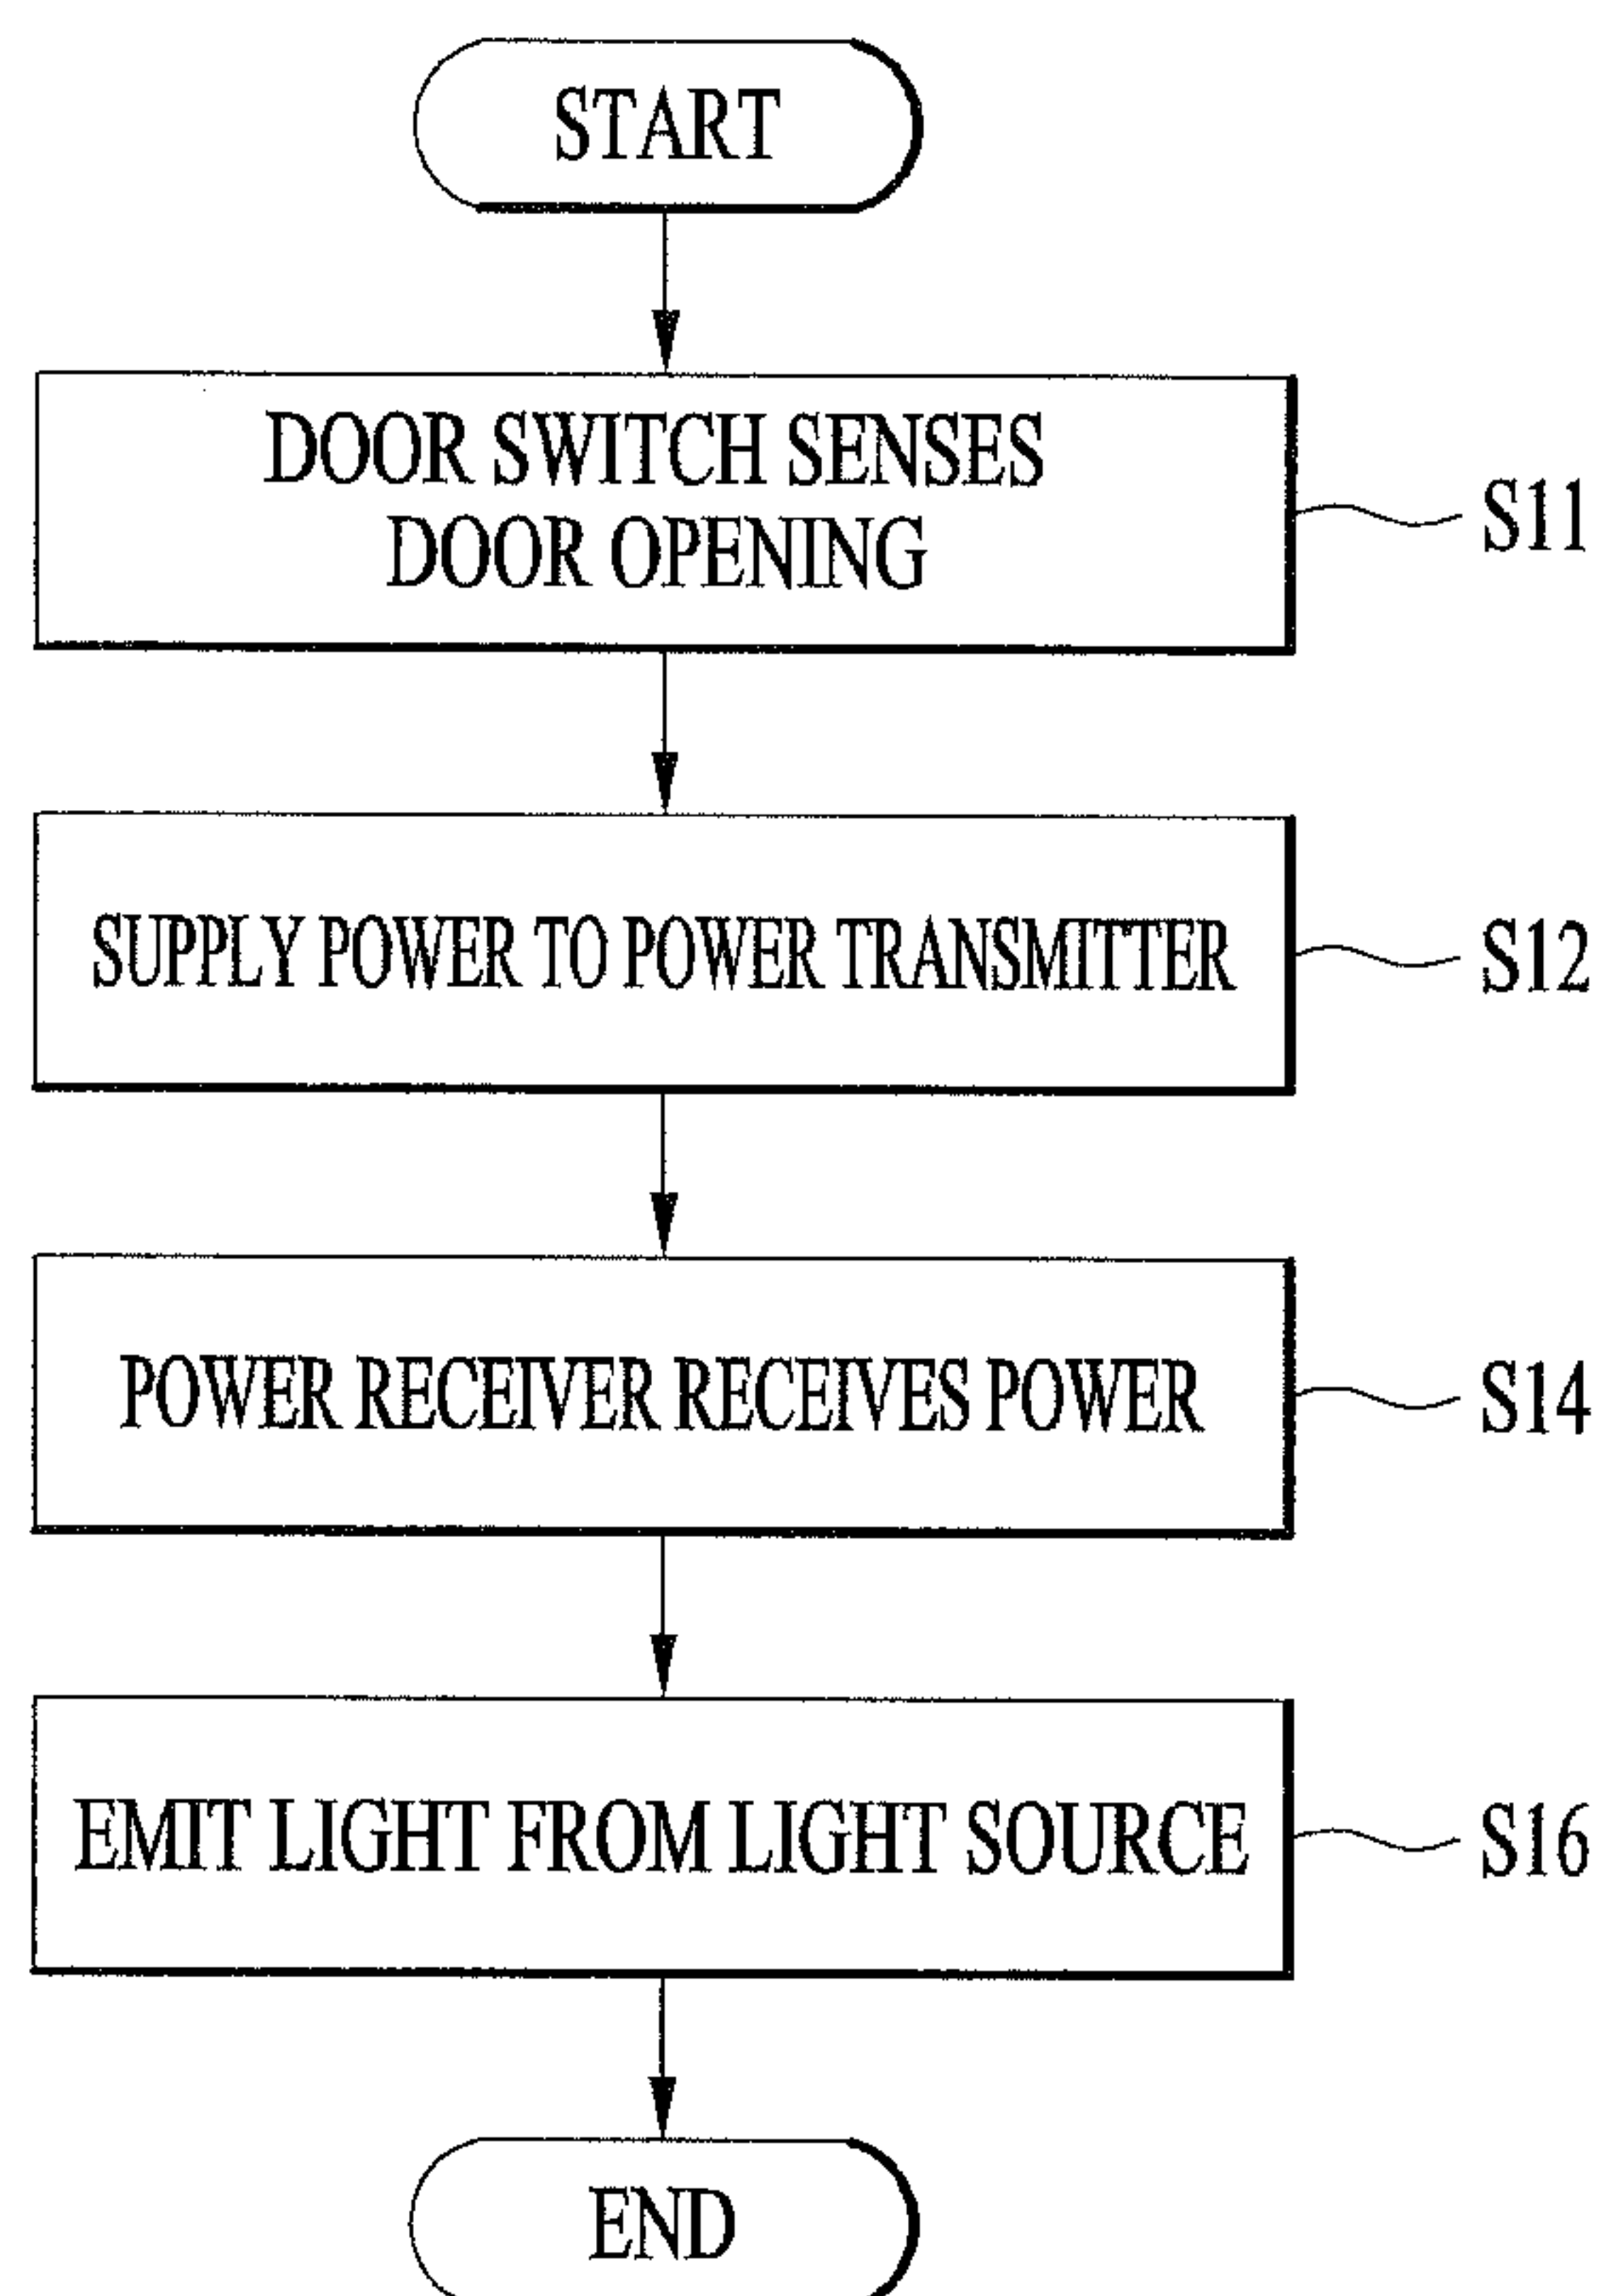 START
DOOR SWITCH SENSES
DOOR OPENING
S11
SUPPLY POWER TO POWER TRANSMITTER
S12
POWER RECEIVER RECEIVES POWER
S14
EMIT LIGHT FROM LIGHT SOURCE
S16
END